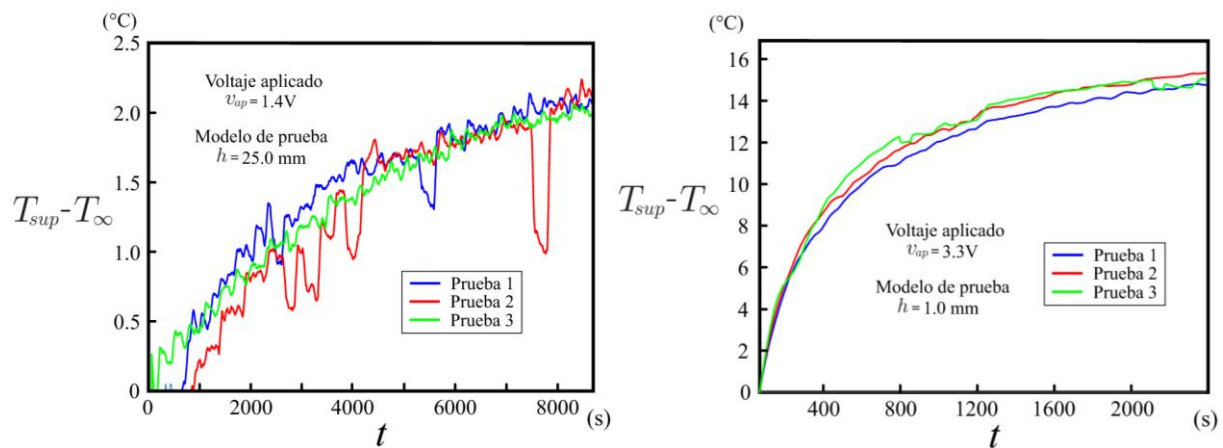 (°C)
2.5
2.0
1.5
1.0
0.5
0
Voltaje aplicado
v_ap = 1.4V
Modelo de prueba
h = 25.0 mm
T_sup - T_∞
Prueba 1
Prueba 2
Prueba 3
0 2000 4000 6000 8000 (s)
t
(°C)
16
14
12
10
8
6
4
2
0
T_sup - T_∞
Voltaje aplicado
v_ap = 3.3V
Modelo de prueba
h = 1.0 mm
Prueba 1
Prueba 2
Prueba 3
400 800 1200 1600 2000 (s)
t